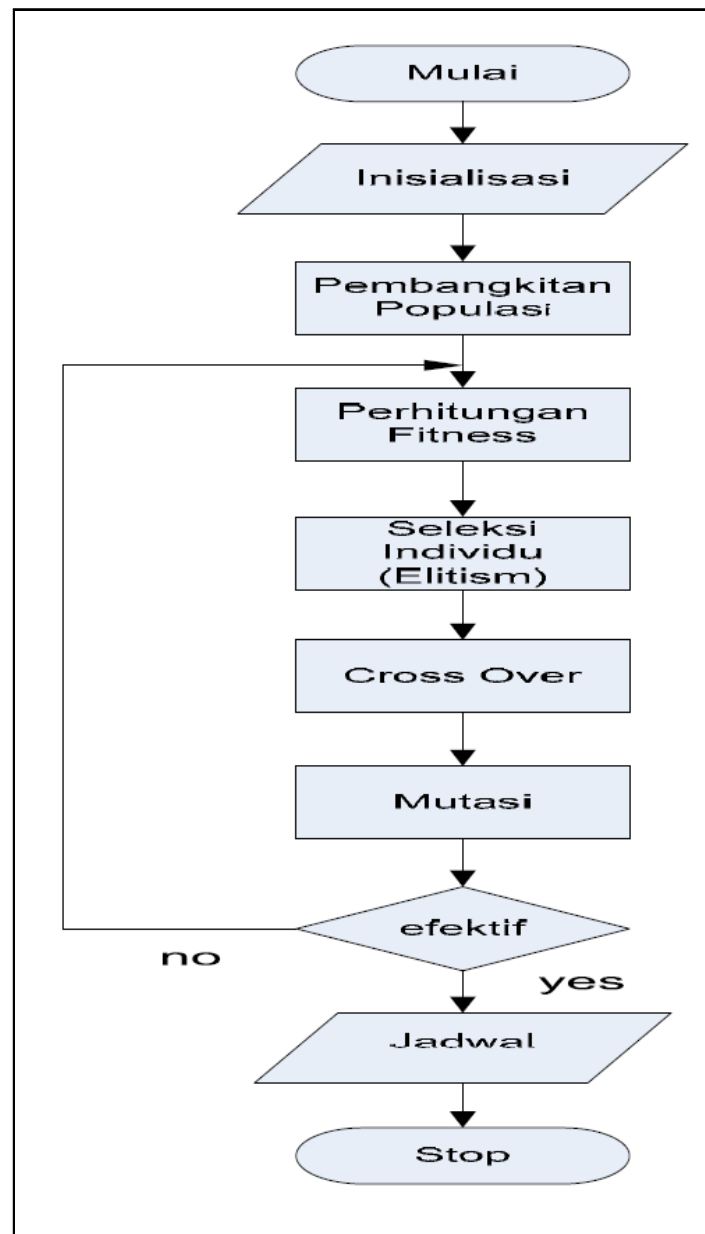 Mulai
Inisialisasi
Pembangkitan
Populasi
Perhitungan
Fitness
Seleksi
Individu
(Elitism)
Cross Over
Mutasi
efektif
no
yes
Jadwal
Stop